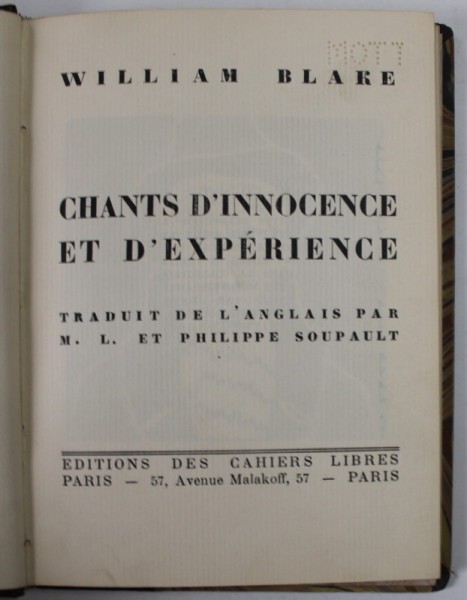 MOTT
WILLIAM BLAKE
CHANTS D'INNOCENCE
ET D'EXPÉRIENCE
TRADUIT DE L'ANGLAIS PAR
M. L. ET PHILIPPE SOUPAULT
EDITIONS DES CAHIERS LIBRES
PARIS — 57, Avenue Malakoff, 57 — PARIS